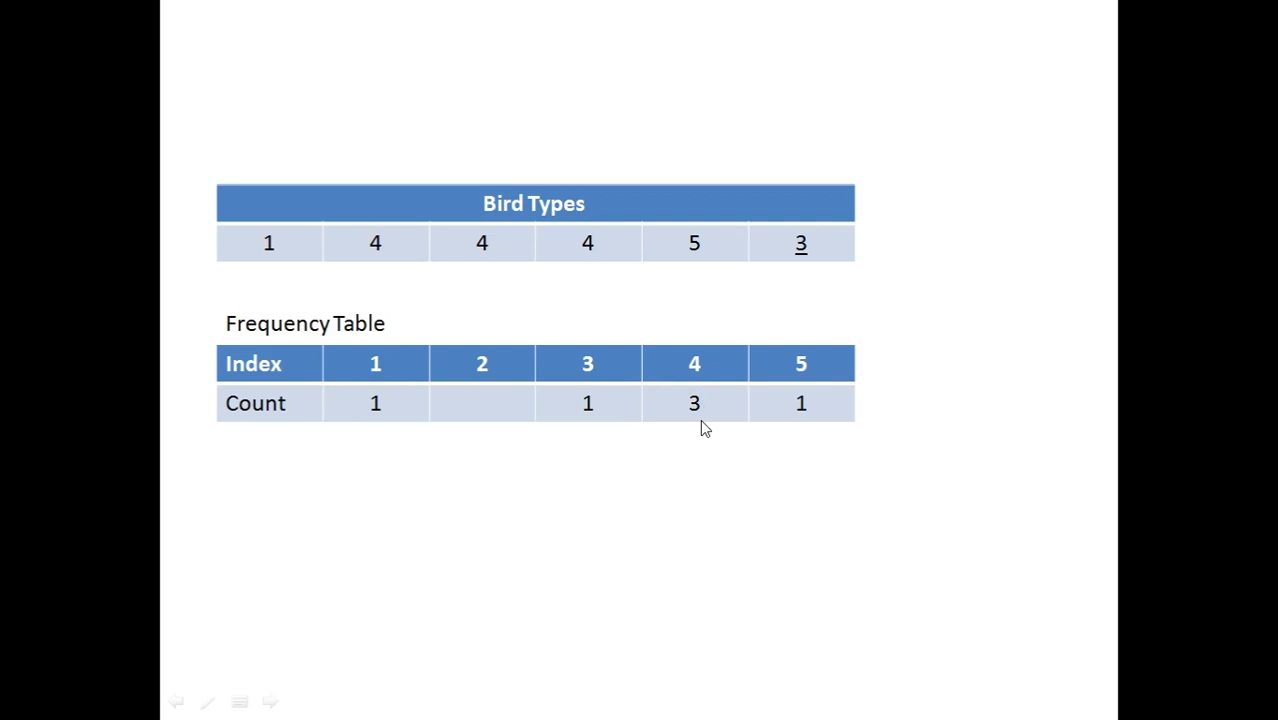 Bird Types
1 4 4 4 5 3
Frequency Table
Index 1 2 3 4 5
Count 1 1 3 1